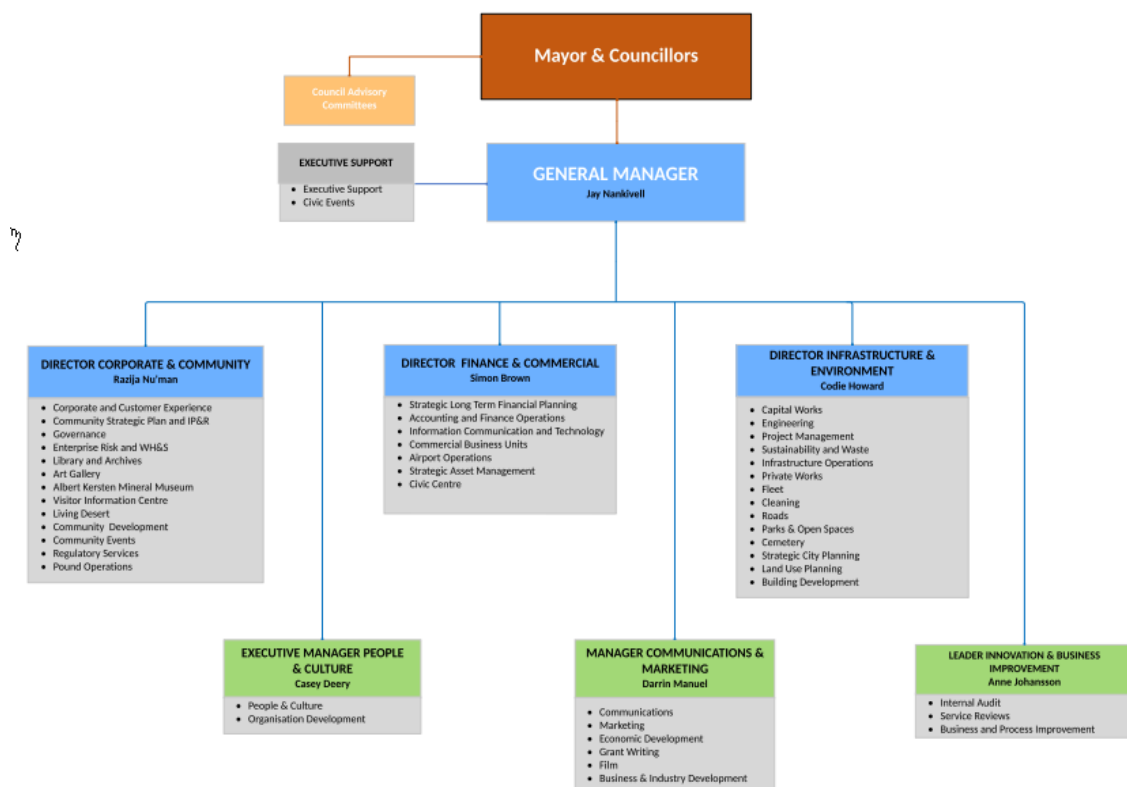 Mayor & Councillors
Council Advisory
Committees
EXECUTIVE SUPPORT
• Executive Support
• Civic Events
GENERAL MANAGER
Jay Nankivell
DIRECTOR CORPORATE & COMMUNITY
Razija Nu'man
• Corporate and Customer Experience
• Community Strategic Plan and IP&R
• Governance
• Enterprise Risk and WH&S
• Library and Archives
• Art Gallery
• Albert Kersten Mineral Museum
• Visitor Information Centre
• Living Desert
• Community Development
• Community Events
• Regulatory Services
• Pound Operations
DIRECTOR FINANCE & COMMERCIAL
Simon Brown
• Strategic Long Term Financial Planning
• Accounting and Finance Operations
• Information Communication and Technology
• Commercial Business Units
• Airport Operations
• Strategic Asset Management
• Civic Centre
DIRECTOR INFRASTRUCTURE &
ENVIRONMENT
Codie Howard
• Capital Works
• Engineering
• Project Management
• Sustainability and Waste
• Infrastructure Operations
• Private Works
• Fleet
• Cleaning
• Roads
• Parks & Open Spaces
• Cemetery
• Strategic City Planning
• Land Use Planning
• Building Development
EXECUTIVE MANAGER PEOPLE
& CULTURE
Casey Deery
• People & Culture
• Organisation Development
MANAGER COMMUNICATIONS &
MARKETING
Darrin Manuel
• Communications
• Marketing
• Economic Development
• Grant Writing
• Film
• Business & Industry Development
LEADER INNOVATION & BUSINESS
IMPROVEMENT
Anne Johansson
• Internal Audit
• Service Reviews
• Business and Process Improvement